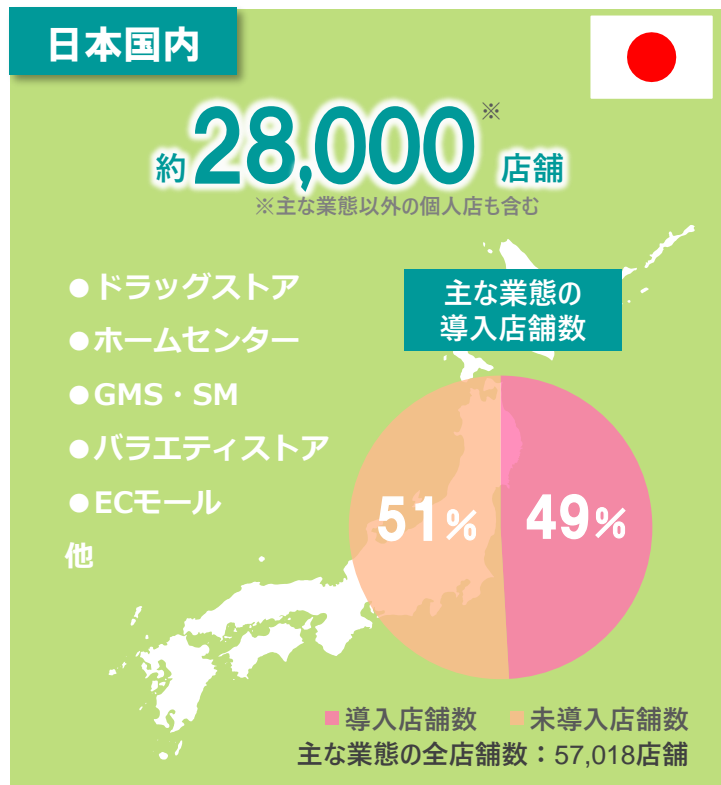 日本国内
約28,000※店舗
※主な業態以外の個人店も含む
●ドラッグストア
●ホームセンター
●GMS・SM
●バラエティストア
●ECモール
他
主な業態の
導入店舗数
51%
49%
■導入店舗数 ■未導入店舗数
主な業態の全店舗数：57,018店舗